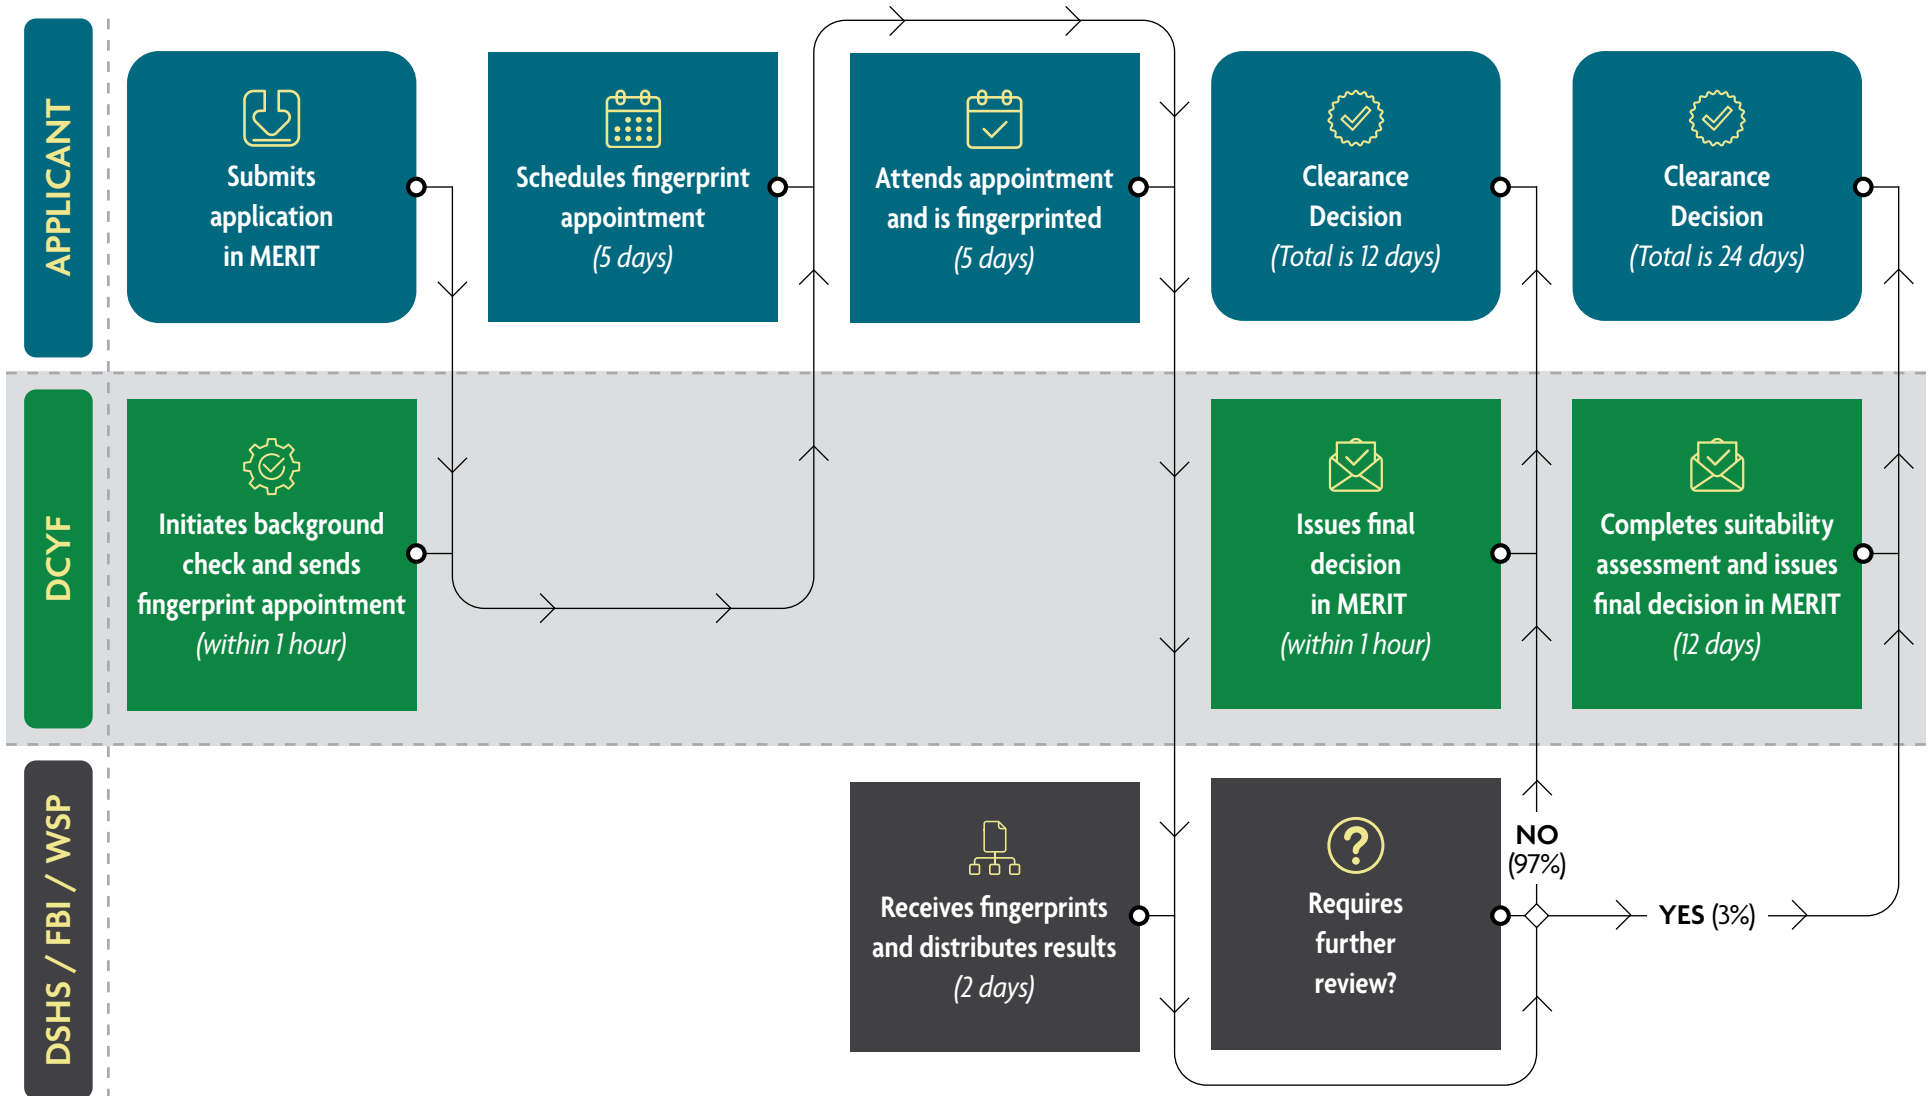 APPLICANT
Submits
application
in MERIT
Schedules fingerprint
appointment
(5 days)
Attends appointment
and is fingerprinted
(5 days)
Clearance
Decision
(Total is 12 days)
Clearance
Decision
(Total is 24 days)
DCYF
Initiates background
check and sends
fingerprint appointment
(within 1 hour)
Issues final
decision
in MERIT
(within 1 hour)
Completes suitability
assessment and issues
final decision in MERIT
(12 days)
DSHS / FBI / WSP
Receives fingerprints
and distributes results
(2 days)
?
Requires
further
review?
NO
(97%)
YES (3%)